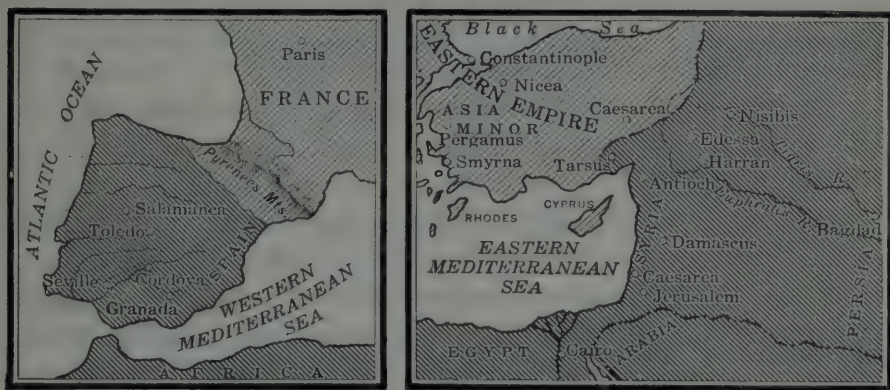 Paris
FRANCE
ATLANTIC OCEAN
Pyrenees Mts.
Salamanca
Toledo
SPAIN
Seville
Cordova
Granada
WESTERN
MEDITERRANEAN
SEA
AFRICA
Black Sea
EASTERN EMPIRE
Constantinople
Nicea
ASIA
MINOR
Caesarea
Nisibis
Pergamus
Edessa
Smyrna
Tarsus
Harran
Tigris R.
Antioch
Euphratis R.
RHODES
CYPRUS
Bagdad
SYRIA
EASTERN
MEDITERRANEAN
SEA
Damascus
Caesarea
Jerusalem
PERSIA
EGYPT
Cairo
ARABIA